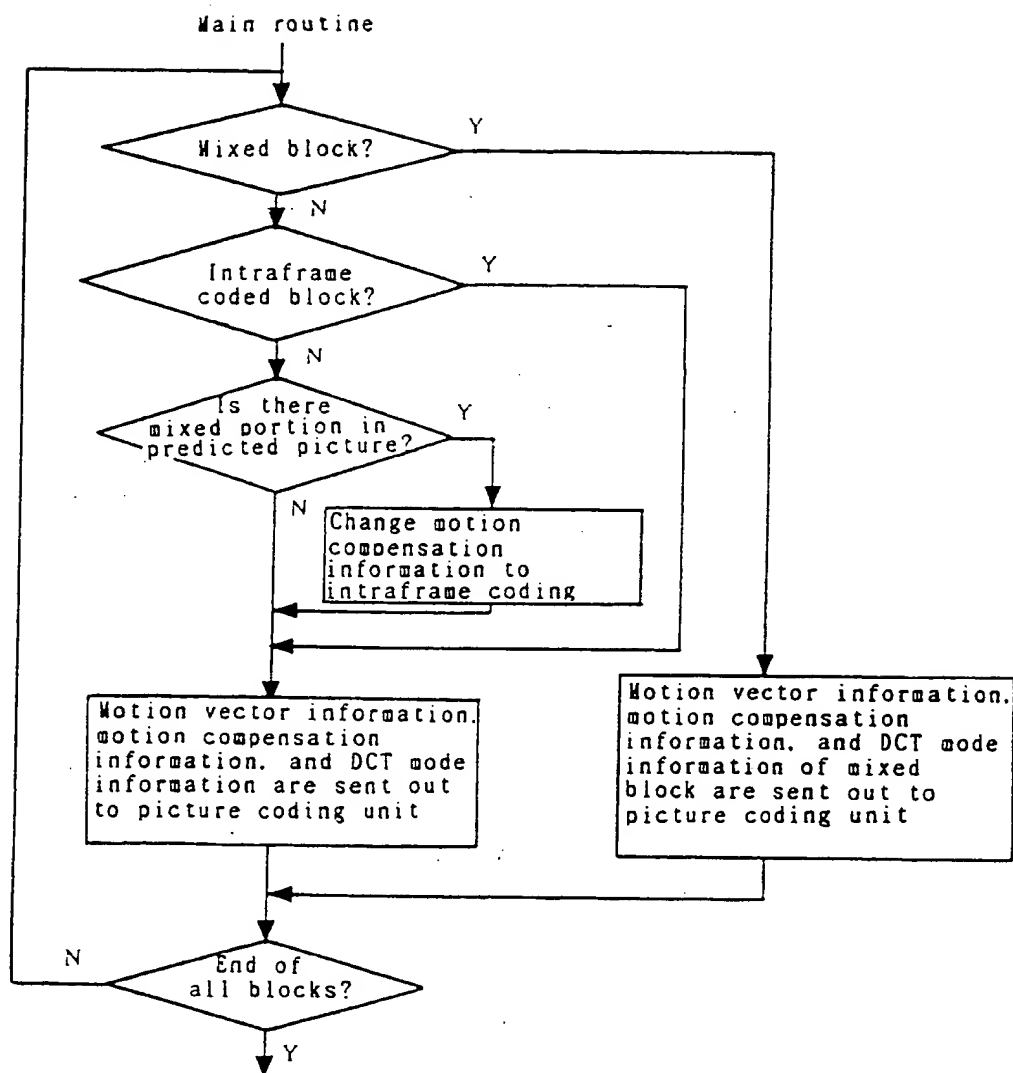 Main routine
Mixed block?
Y
N
Intraframe
coded block?
Y
N
Is there
mixed portion in
predicted picture?
Y
N
Change motion
compensation
information to
intraframe coding
Motion vector information.
motion compensation
information. and DCT mode
information are sent out
to picture coding unit
Motion vector information.
motion compensation
information. and DCT mode
information of mixed
block are sent out to
picture coding unit
N
End of
all blocks?
Y